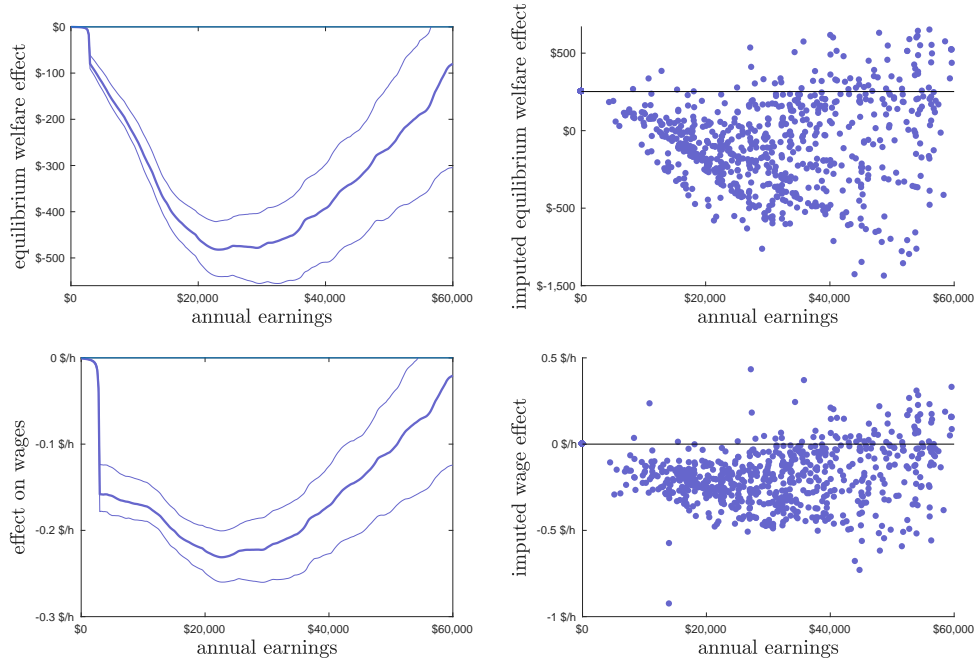 equilibrium welfare effect
$0
$-100
$-200
$-300
$-400
$-500
$0 $20,000 $40,000 $60,000
annual earnings
imputed equilibrium welfare effect
$500
$0
$-500
$-1,500
$0 $20,000 $40,000 $60,000
annual earnings
effect on wages
0 $/h
-0.1 $/h
-0.2 $/h
-0.3 $/h
$0 $20,000 $40,000 $60,000
annual earnings
imputed wage effect
0.5 $/h
0 $/h
-0.5 $/h
-1 $/h
$0 $20,000 $40,000 $60,000
annual earnings